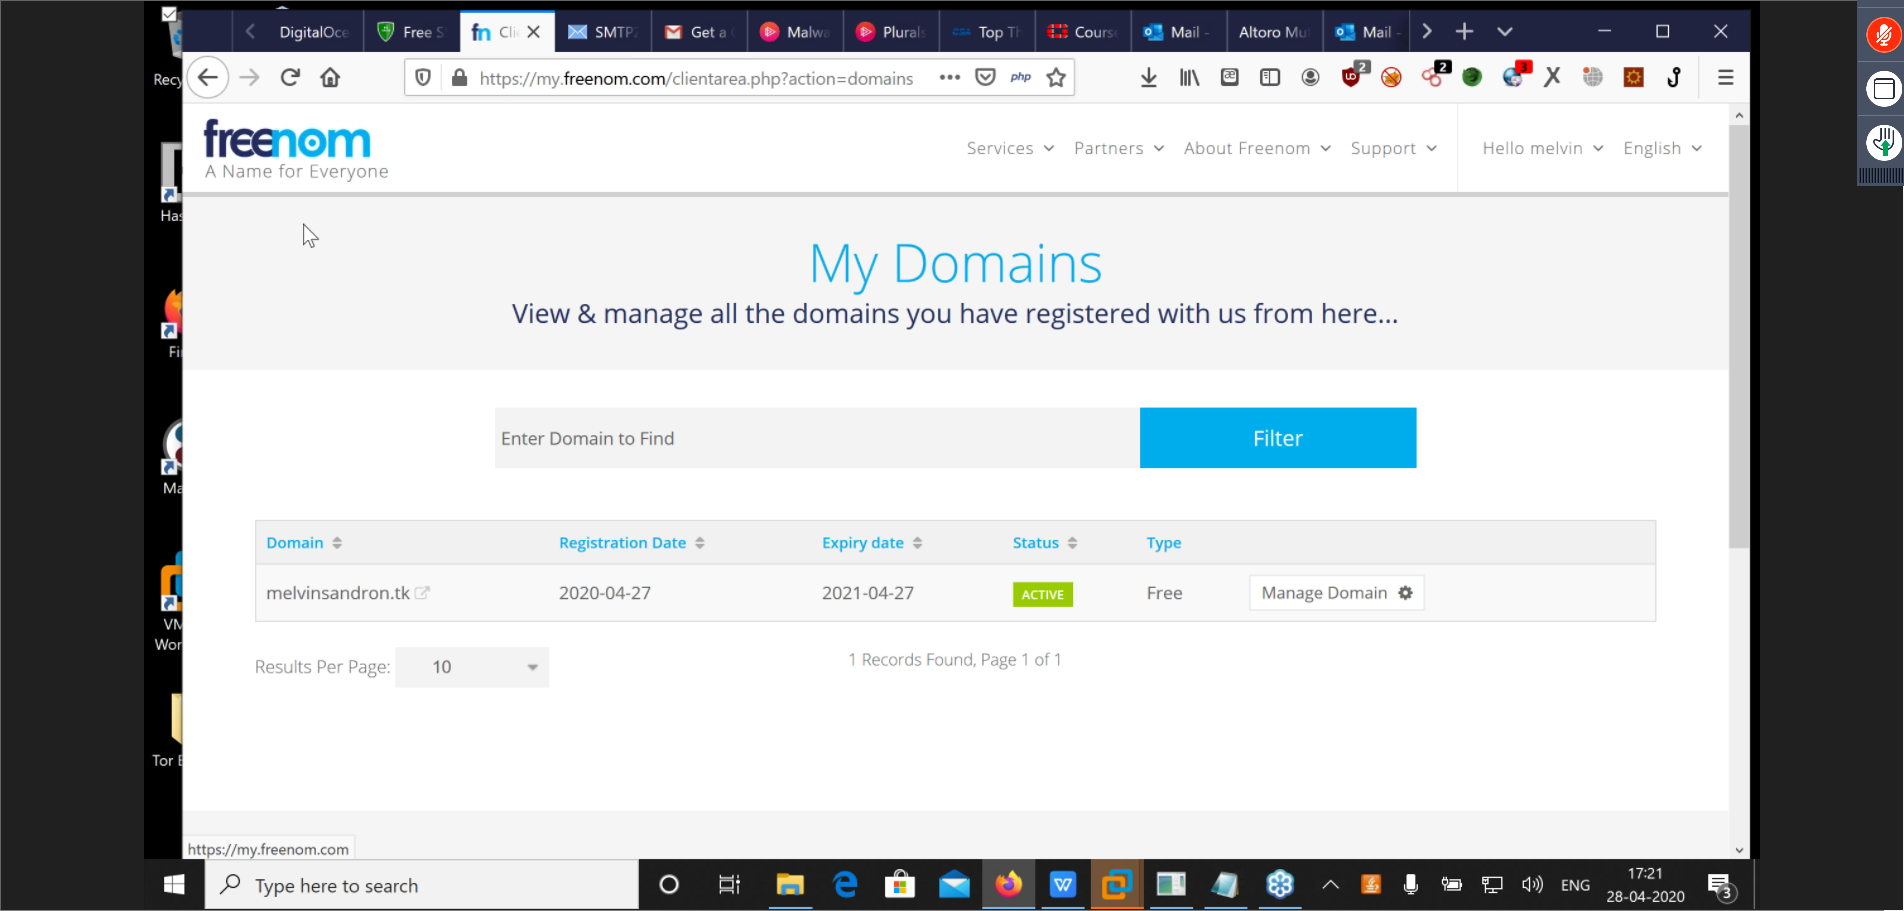 DigitalOce
Free S
Clie
SMTP2
Get a
Malwa
Plurals
Top Th
Course
Mail -
Altoro Mut
Mail -
Recy
https://my.freenom.com/clientarea.php?action=domains
php
2
2
3
freenom
A Name for Everyone
Services
Partners
About Freenom
Support
Hello melvin
English
Has
My Domains
View & manage all the domains you have registered with us from here...
Fi
Enter Domain to Find
Filter
Ma
Domain
Registration Date
Expiry date
Status
Type
melvinsandron.tk
2020-04-27
2021-04-27
ACTIVE
Free
Manage Domain
VM
Wor
Results Per Page:
10
1 Records Found, Page 1 of 1
Tor B
https://my.freenom.com
Type here to search
ENG
17:21
28-04-2020
3